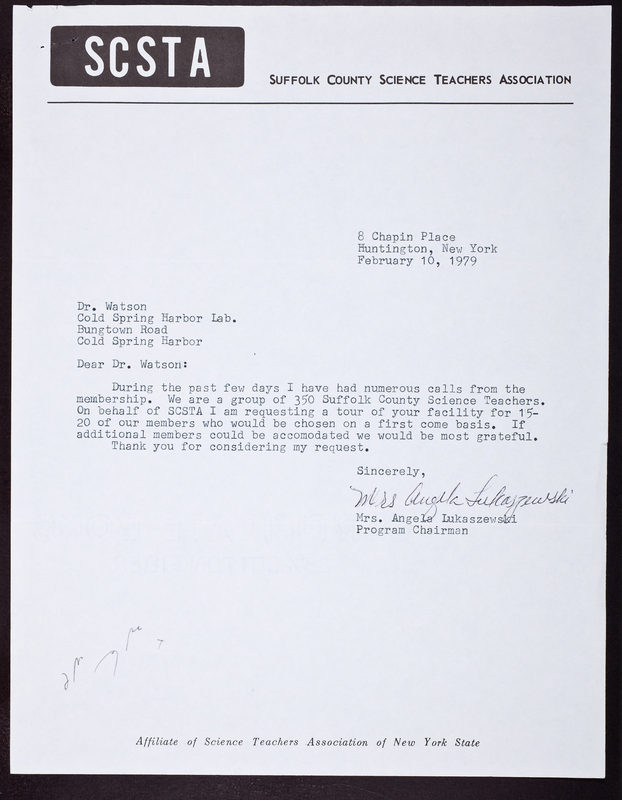 SCSTA
SUFFOLK COUNTY SCIENCE TEACHERS ASSOCIATION
8 Chapin Place
Huntington, New York
February 10, 1979
Dr. Watson
Cold Spring Harbor Lab.
Bungtown Road
Cold Spring Harbor
Dear Dr. Watson:
During the past few days I have had numerous calls from the
membership. We are a group of 350 Suffolk County Science Teachers.
On behalf of SCSTA I am requesting a tour of your facility for 15-
20 of our members who would be chosen on a first come basis. If
additional members could be accomodated we would be most grateful.
Thank you for considering my request.
Sincerely,
Mrs Angela Lukaszewski
Mrs. Angela Lukaszewski
Program Chairman
Affiliate of Science Teachers Association of New York State